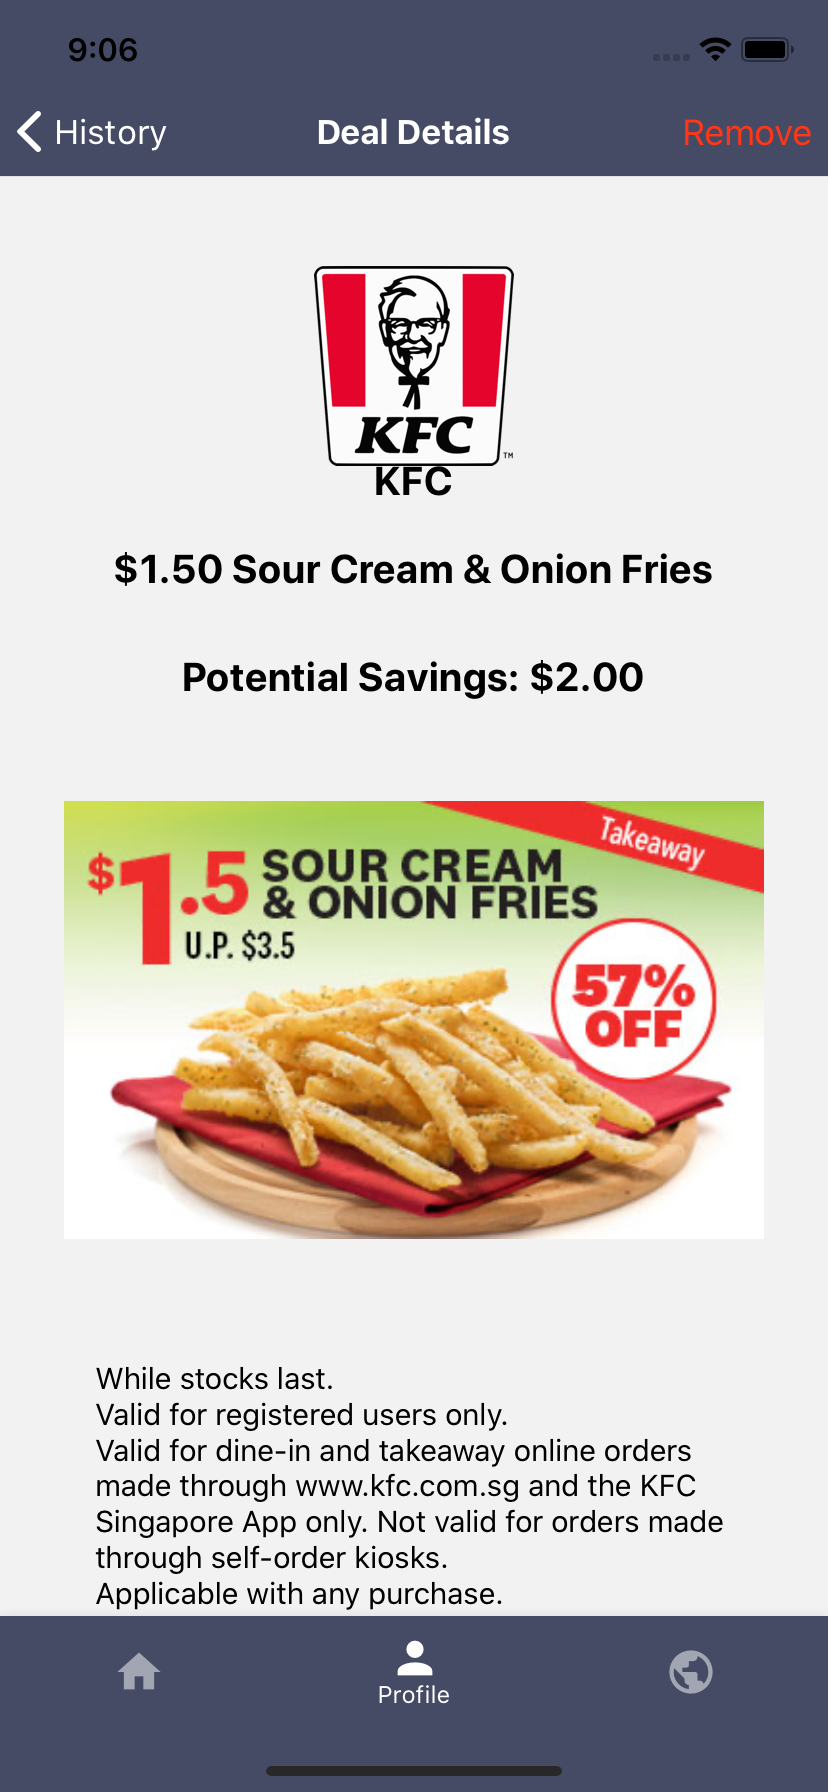 9:06
History
Deal Details
Remove
KFC
TM
KFC
$1.50 Sour Cream & Onion Fries
Potential Savings: $2.00
Takeaway
$1.5 SOUR CREAM
& ONION FRIES
U.P. $3.5
57%
OFF
While stocks last.
Valid for registered users only.
Valid for dine-in and takeaway online orders
made through www.kfc.com.sg and the KFC
Singapore App only. Not valid for orders made
through self-order kiosks.
Applicable with any purchase.
Profile